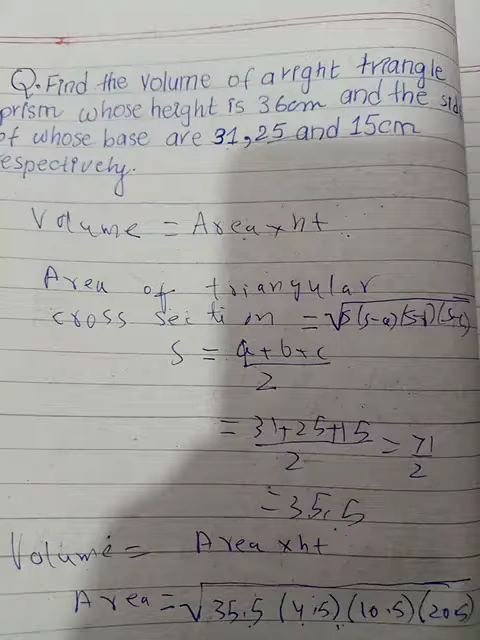 Q. Find the volume of a right triangle
prism whose height is 36cm and the sid
of whose base are 31, 25 and 15cm
respectively.
Volume = Area x ht
Area of triangular
cross section = √S(S-a)(S-b)(S-c)
S = a+b+c
2
= 31+25+15 = 71
2 2
= 35.5
Volume = Area x ht
Area = √35.5 (4.5) (10.5) (20.5)